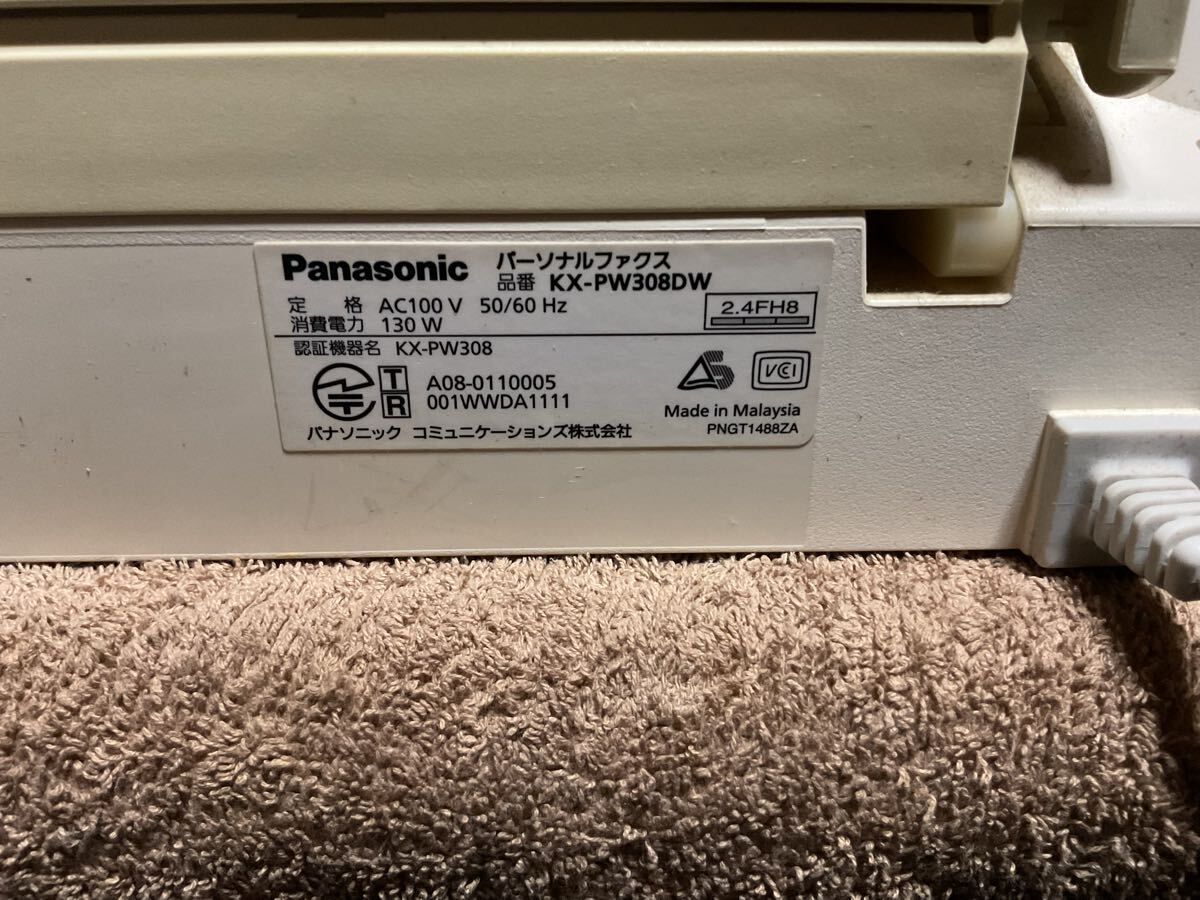 Panasonic パーソナルファクス
品番 KX-PW308DW
定 格 AC100 V 50/60 Hz
2.4FH8
消費電力 130 W
認証機器名 KX-PW308
T
R
A08-0110005
001WWDA1111
VCI
Made in Malaysia
パナソニック コミュニケーションズ株式会社
PNGT1488ZA